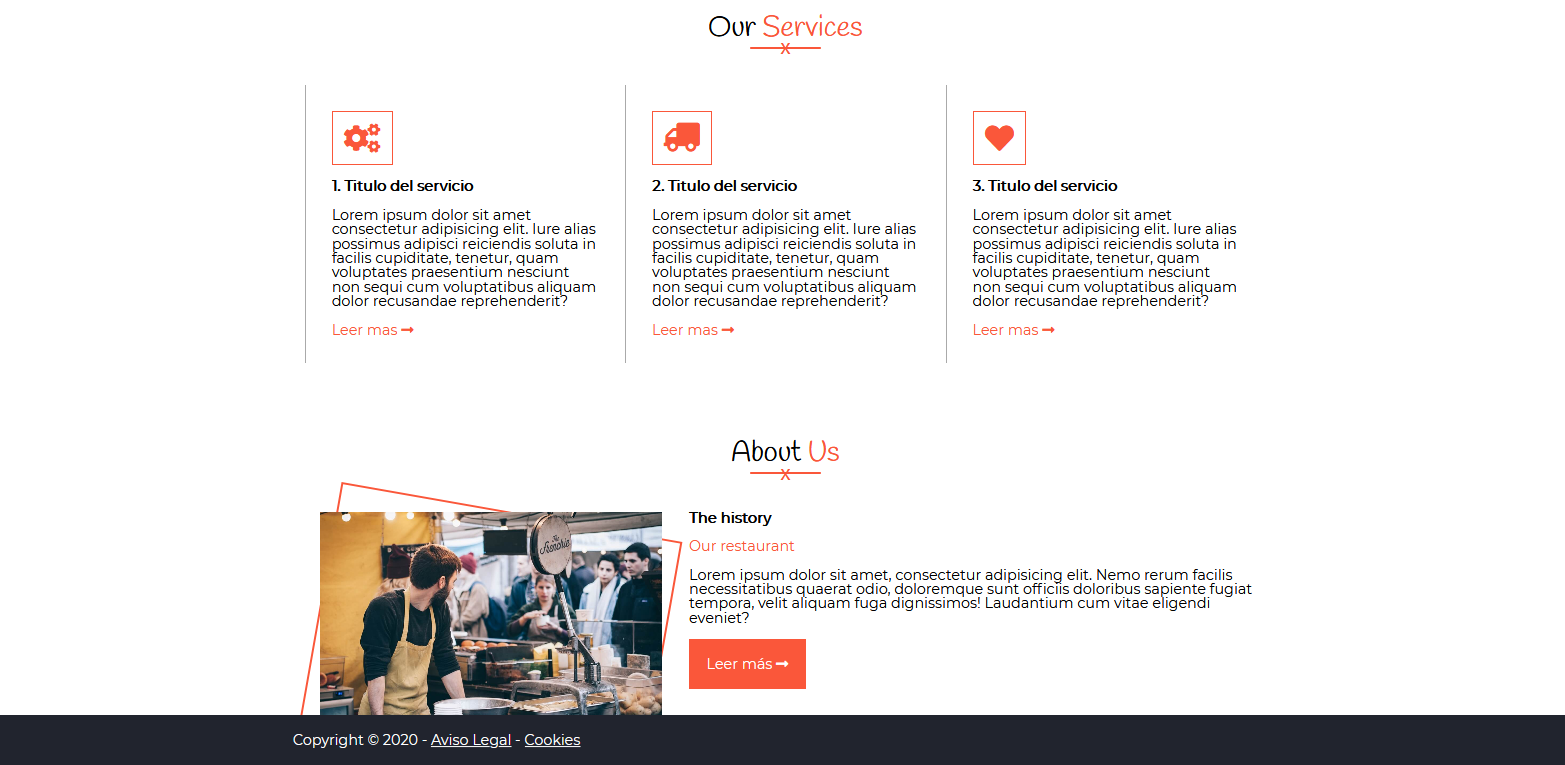 Our Services
x
1. Titulo del servicio
Lorem ipsum dolor sit amet
consectetur adipisicing elit. Iure alias
possimus adipisci reiciendis soluta in
facilis cupiditate, tenetur, quam
voluptates praesentium nesciunt
non sequi cum voluptatibus aliquam
dolor recusandae reprehenderit?
Leer mas ➞
2. Titulo del servicio
Lorem ipsum dolor sit amet
consectetur adipisicing elit. Iure alias
possimus adipisci reiciendis soluta in
facilis cupiditate, tenetur, quam
voluptates praesentium nesciunt
non sequi cum voluptatibus aliquam
dolor recusandae reprehenderit?
Leer mas ➞
3. Titulo del servicio
Lorem ipsum dolor sit amet
consectetur adipisicing elit. Iure alias
possimus adipisci reiciendis soluta in
facilis cupiditate, tenetur, quam
voluptates praesentium nesciunt
non sequi cum voluptatibus aliquam
dolor recusandae reprehenderit?
Leer mas ➞
About Us
x
The
The history
Our restaurant
Lorem ipsum dolor sit amet, consectetur adipisicing elit. Nemo rerum facilis
necessitatibus quaerat odio, doloremque sunt officiis doloribus sapiente fugiat
tempora, velit aliquam fuga dignissimos! Laudantium cum vitae eligendi
eveniet?
Leer más ➞
Copyright © 2020 - Aviso Legal - Cookies